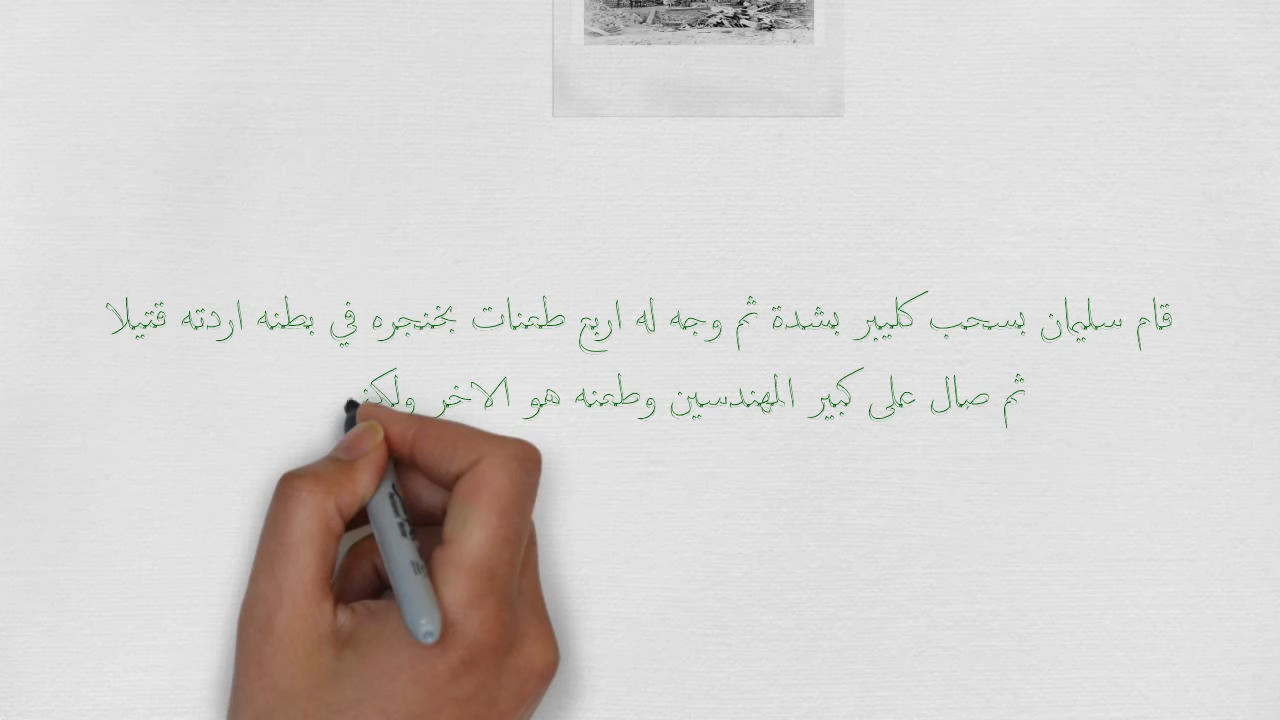 قام سليمان بسحب كليبر بشدة ثم وجه له اربع طعنات بخنجره في بطنه اردته قتيلا
ثم صال على كبير المهندسين وطعنه هو الاخر